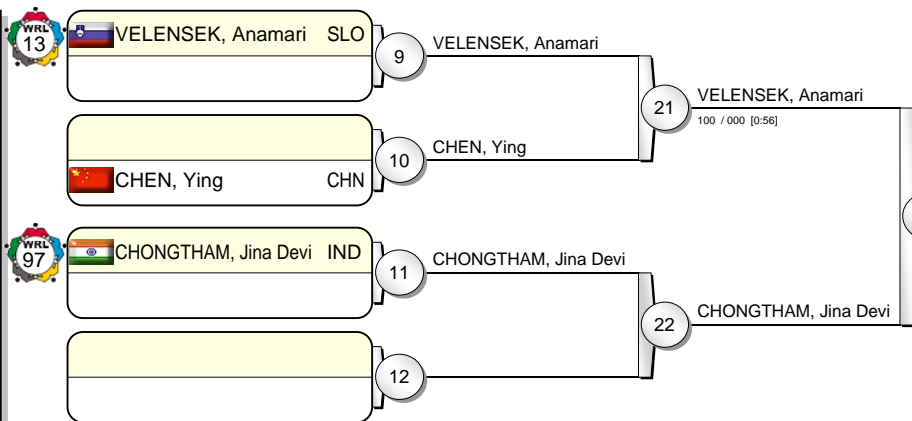 WRL
13
VELENSEK, Anamari SLO
9
VELENSEK, Anamari
21
VELENSEK, Anamari
100 / 000 [0:56]
10
CHEN, Ying
CHEN, Ying CHN
WRL
97
CHONGTHAM, Jina Devi IND
11
CHONGTHAM, Jina Devi
22
CHONGTHAM, Jina Devi
12